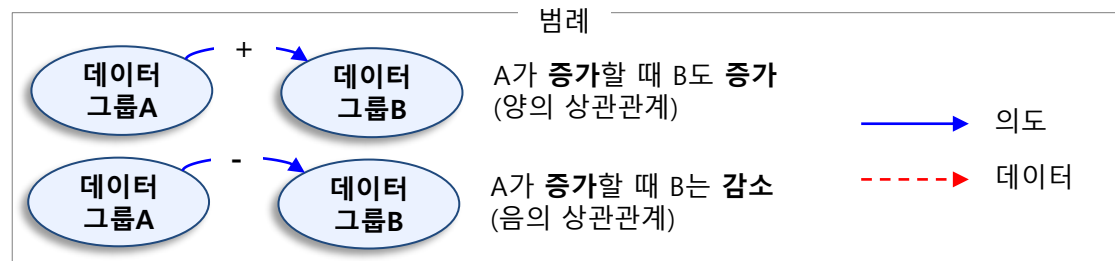 범례
데이터
그룹A
+
데이터
그룹B
A가 증가할 때 B도 증가
(양의 상관관계)
데이터
그룹A
-
데이터
그룹B
A가 증가할 때 B는 감소
(음의 상관관계)
의도
데이터